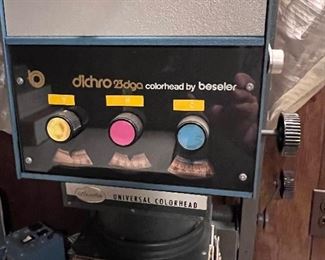 b dichro 23dga colorhead by beseler
Y M C
UNIVERSAL COLORHEAD